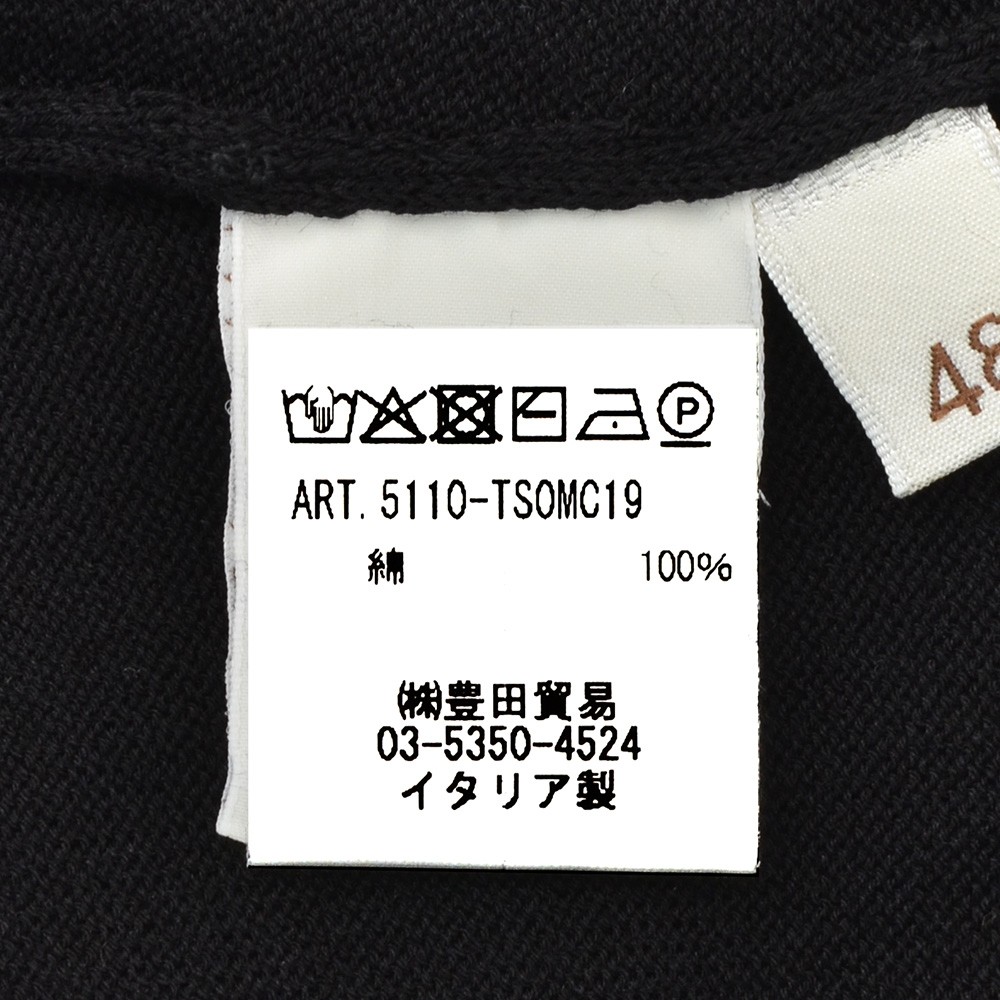 P
ART. 5110-TSOMC19
綿 100%
㈱豊田貿易
03-5350-4524
イタリア製
48